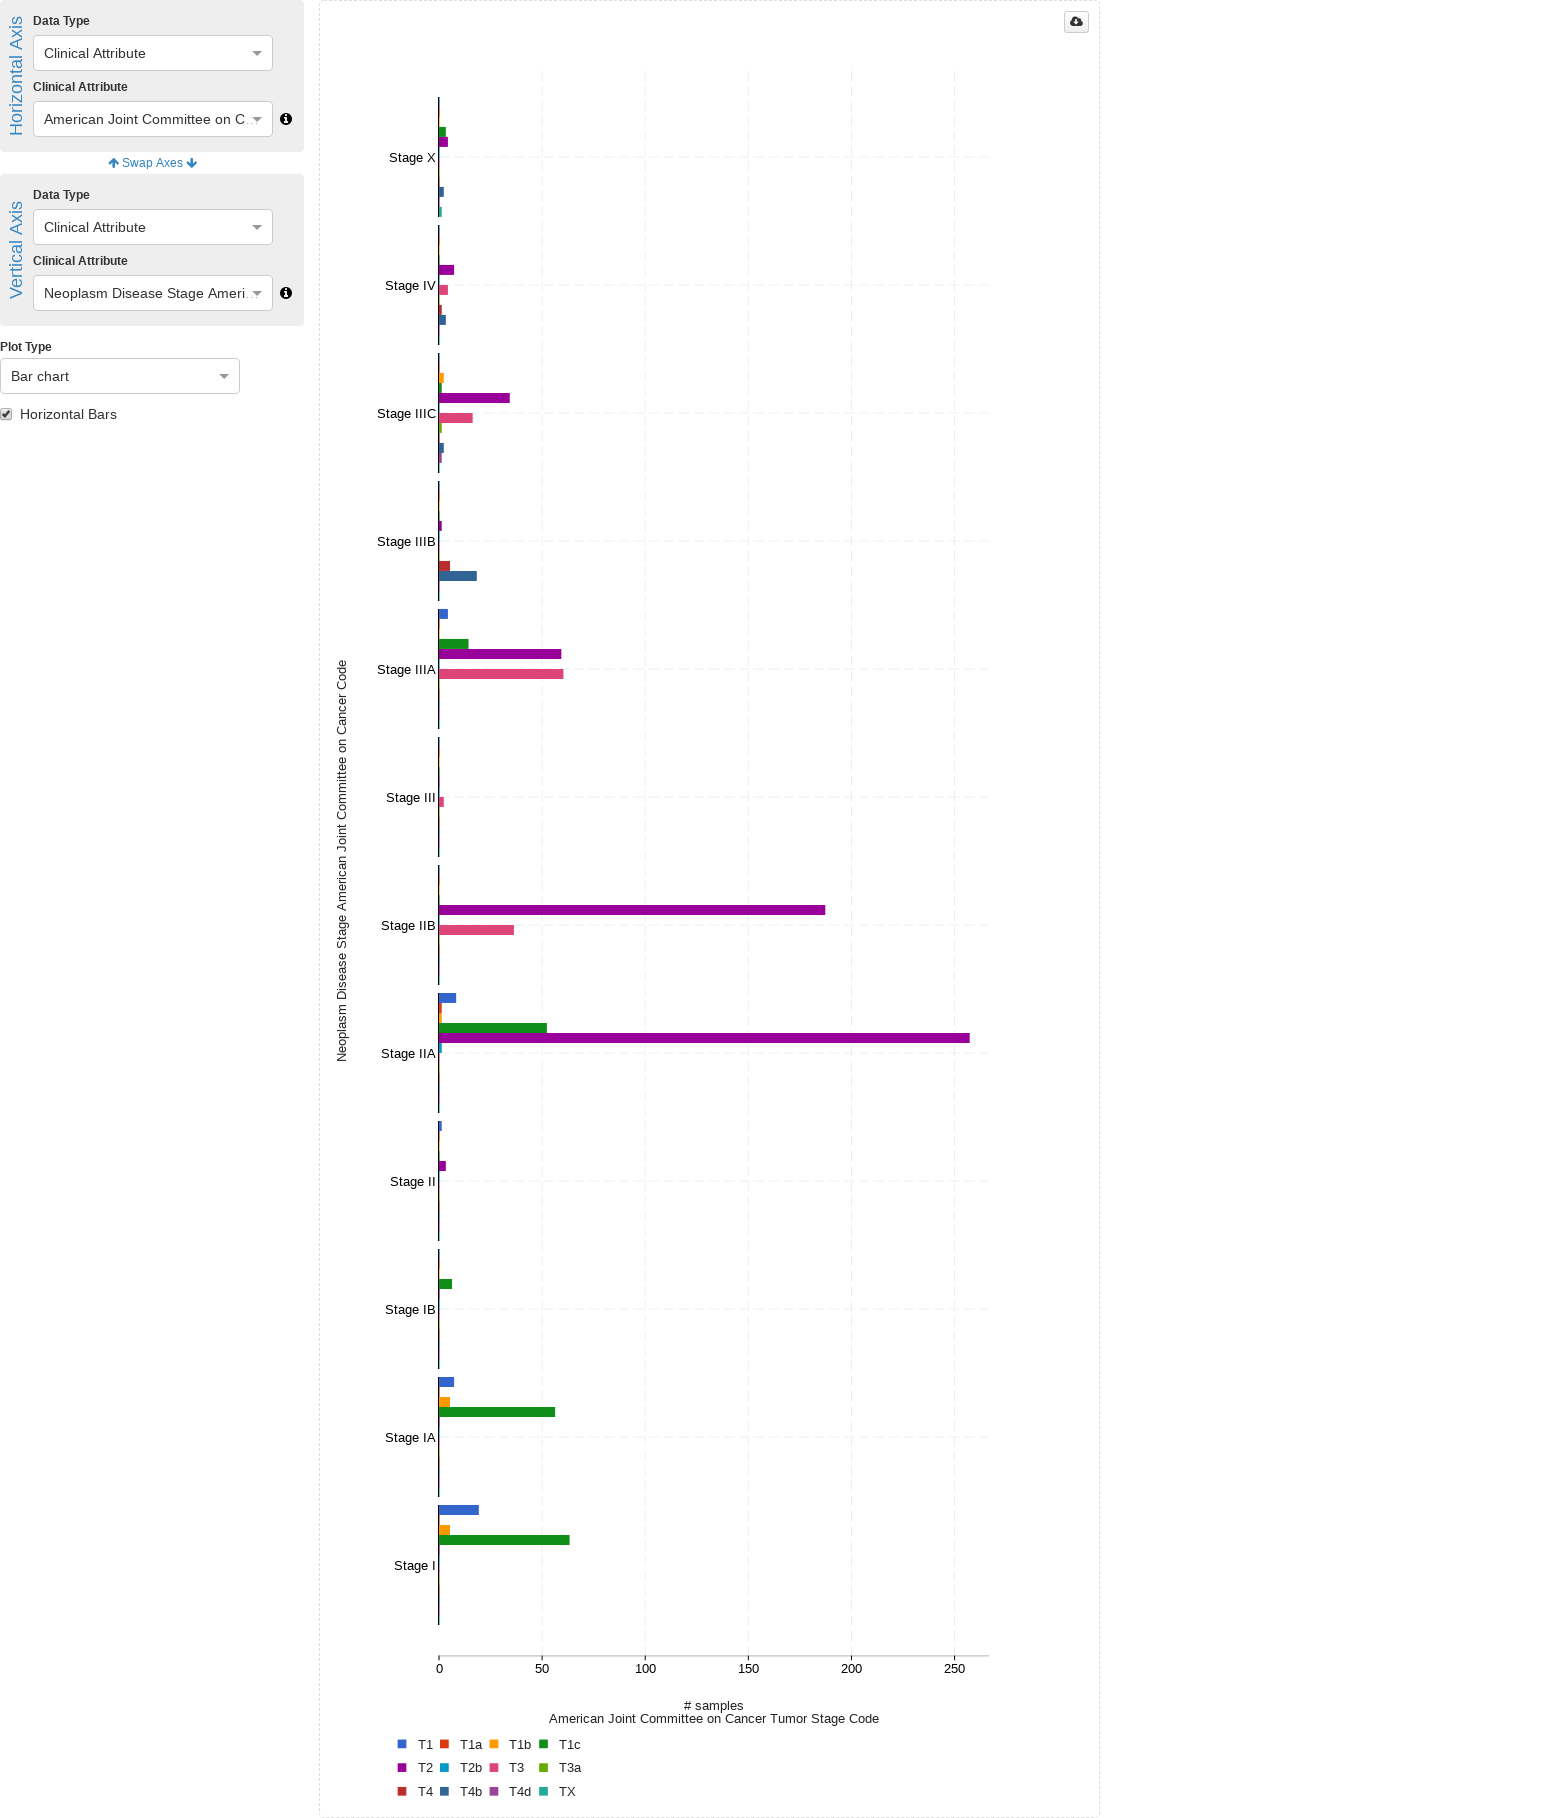 Horizontal Axis
Data Type
Clinical Attribute
Clinical Attribute
American Joint Committee on C...
Swap Axes
Vertical Axis
Data Type
Clinical Attribute
Clinical Attribute
Neoplasm Disease Stage Ameri...
Plot Type
Bar chart
Horizontal Bars
Neoplasm Disease Stage American Joint Committee on Cancer Code
Stage X
Stage IV
Stage IIIC
Stage IIIB
Stage IIIA
Stage III
Stage IIB
Stage IIA
Stage II
Stage IB
Stage IA
Stage I
0 50 100 150 200 250
# samples
American Joint Committee on Cancer Tumor Stage Code
T1 T1a T1b T1c
T2 T2b T3 T3a
T4 T4b T4d TX